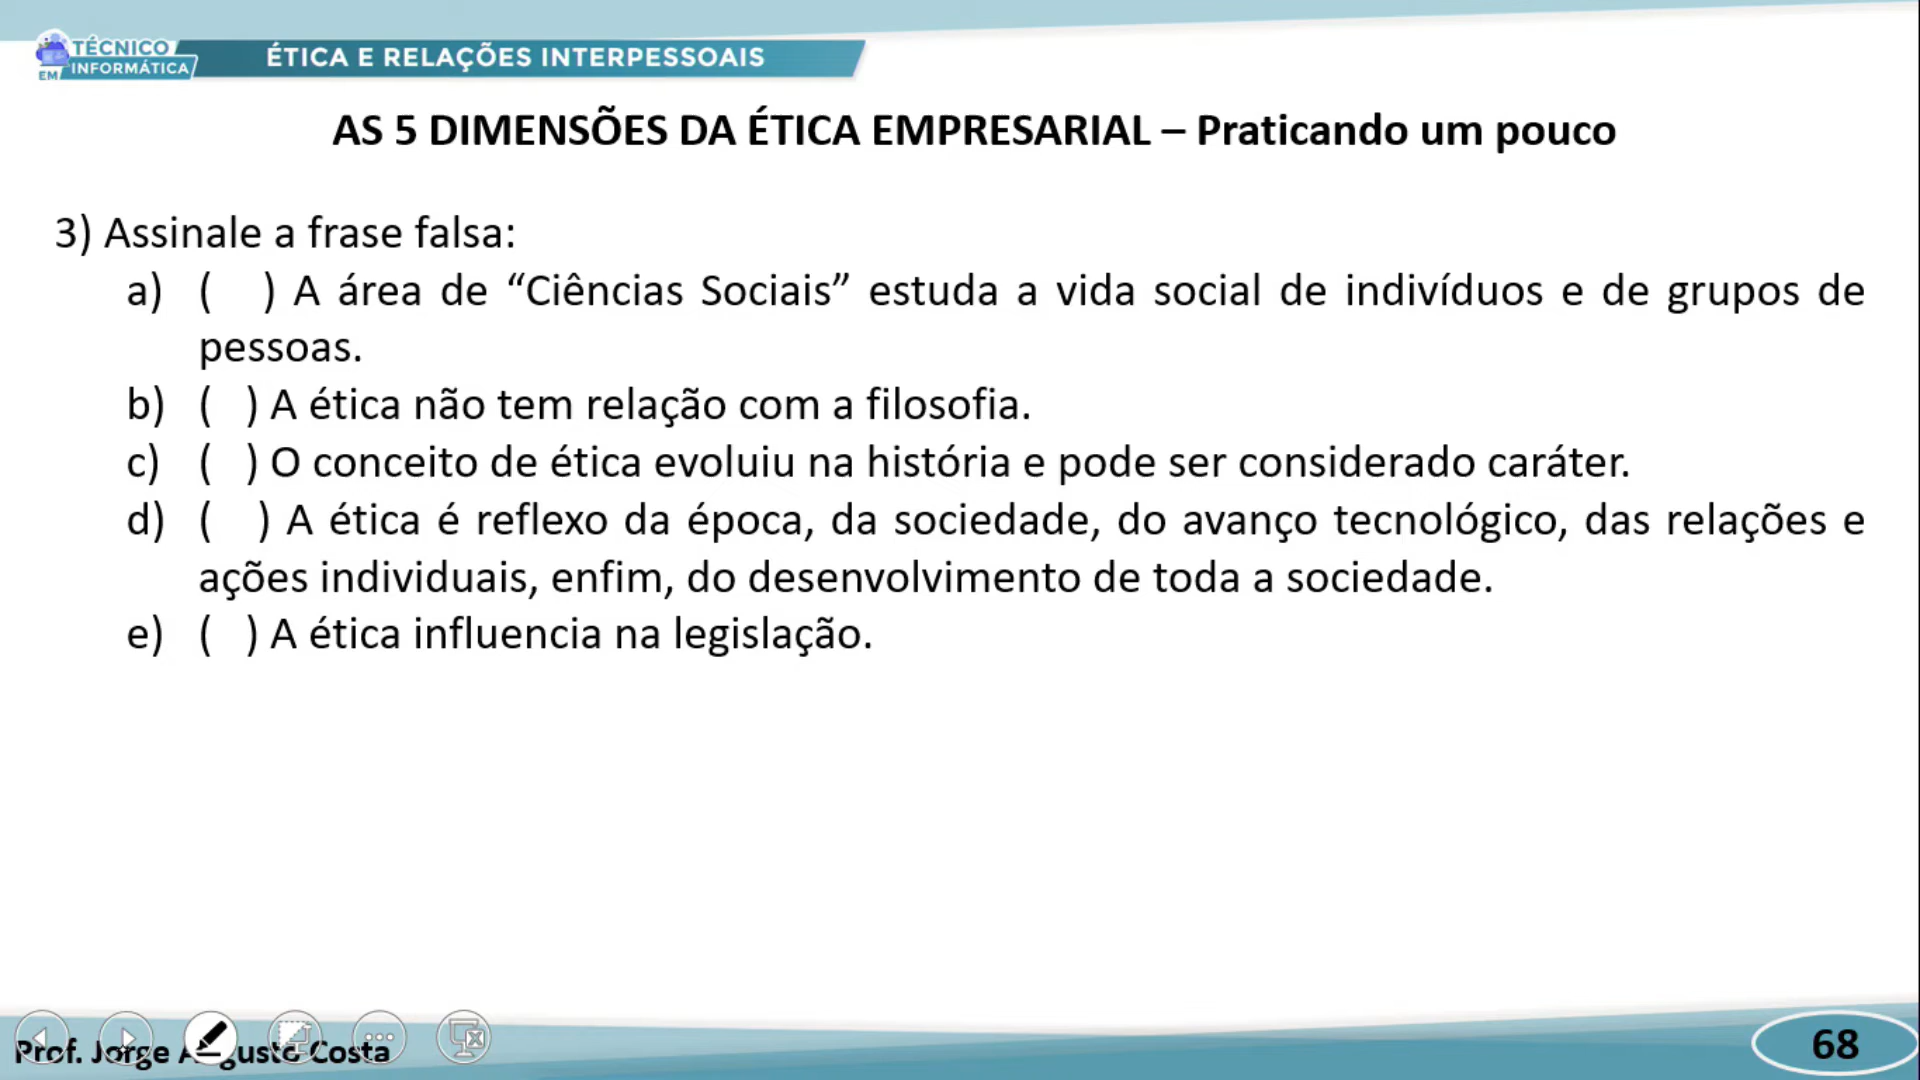 TÉCNICO
EM INFORMÁTICA
ÉTICA E RELAÇÕES INTERPESSOAIS
AS 5 DIMENSÕES DA ÉTICA EMPRESARIAL – Praticando um pouco
3) Assinale a frase falsa:
a) ( ) A área de “Ciências Sociais” estuda a vida social de indivíduos e de grupos de
pessoas.
b) ( ) A ética não tem relação com a filosofia.
c) ( ) O conceito de ética evoluiu na história e pode ser considerado caráter.
d) ( ) A ética é reflexo da época, da sociedade, do avanço tecnológico, das relações e
ações individuais, enfim, do desenvolvimento de toda a sociedade.
e) ( ) A ética influencia na legislação.
Prof. Jorge Augusto Costa
68